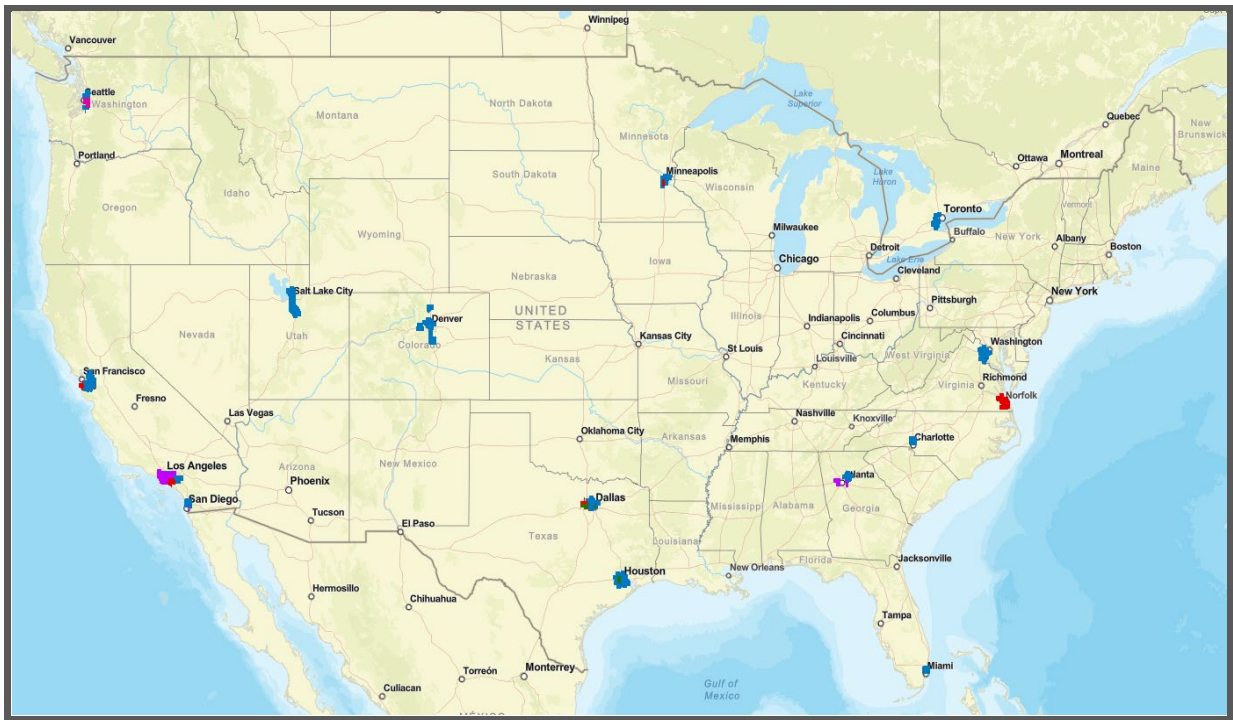 Winnipeg
Vancouver
Seattle
Washington
North Dakota
Lake
Superior
Montana
Quebec
New
Brunswick
Minnesota
Portland
Ottawa
Montreal
Maine
Minneapolis
South Dakota
Wisconsin
Lake
Huron
Idaho
Oregon
Vermont
Toronto
Wyoming
Milwaukee
Buffalo
New York
Albany
Boston
Detroit
Chicago
Iowa
Lake Erie
Cleveland
Nebraska
Salt Lake City
New York
Pittsburgh
UNITED
STATES
Illinois
Indianapolis
Columbus
Denver
Nevada
Utah
Colorado
Kansas City
Cincinnati
Washington
St Louis
Louisville
West Virginia
Kansas
San Francisco
Missouri
Kentucky
Virginia
Richmond
Norfolk
Fresno
Las Vegas
Nashville
Knoxville
Oklahoma City
Arkansas
Memphis
Charlotte
Los Angeles
Arizona
New Mexico
Phoenix
Atlanta
San Diego
Dallas
Mississippi
Alabama
Georgia
Tucson
El Paso
Texas
Louisiana
Florida
Jacksonville
Houston
New Orleans
Hermosillo
Chihuahua
Tampa
Miami
Torreón
Monterrey
Gulf of
Mexico
Culiacan
MÉXICO